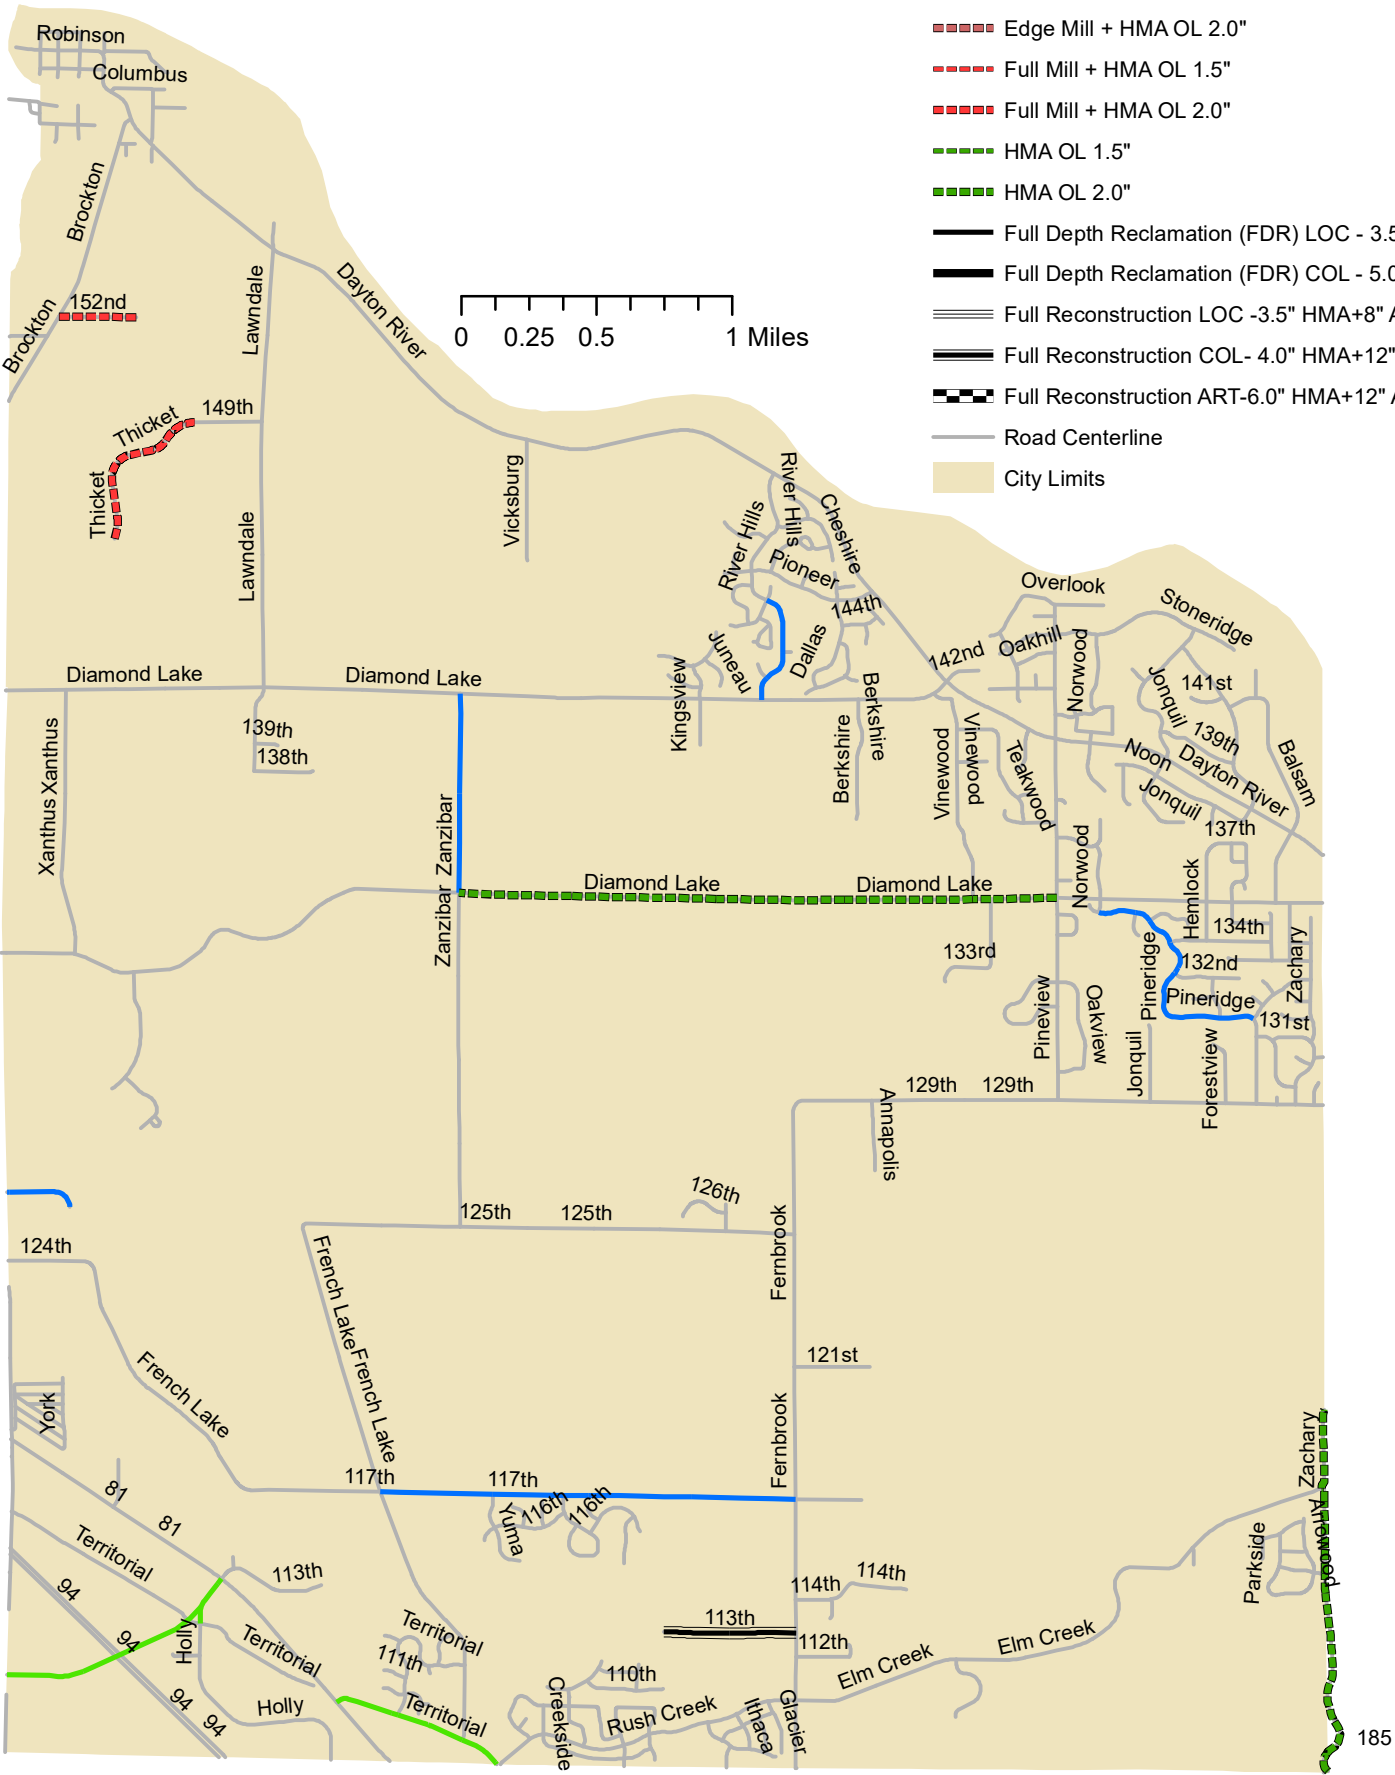 Edge Mill + HMA OL 2.0"
Full Mill + HMA OL 1.5"
Full Mill + HMA OL 2.0"
HMA OL 1.5"
HMA OL 2.0"
Full Depth Reclamation (FDR) LOC - 3.5
Full Depth Reclamation (FDR) COL - 5.0
Full Reconstruction LOC -3.5" HMA+8" A
Full Reconstruction COL- 4.0" HMA+12"
Full Reconstruction ART-6.0" HMA+12" A
Road Centerline
City Limits
0 0.25 0.5 1 Miles
Robinson
Columbus
Brockton
Brockton
152nd
Lawndale
Dayton River
149th
Thicket
Thicket
Lawndale
Vicksburg
River Hills
River Hills
Cheshire
Pioneer
144th
Dallas
Juneau
Kingsview
Overlook
Stoneridge
Oakhill
Norwood
142nd
Jonquil
141st
139th
Diamond Lake
Diamond Lake
Berkshire
Berkshire
Vinewood
Vinewood
Teakwood
Noon
Dayton River
Balsam
Jonquil
137th
139th
138th
Xanthus
Xanthus
Zanzibar
Zanzibar
Diamond Lake
Diamond Lake
Norwood
Hemlock
134th
133rd
Pineridge
132nd
Zachary
Pineridge
131st
Pineview
Oakview
Jonquil
Forestview
129th
129th
Annapolis
126th
125th
125th
Fernbrook
124th
French Lake
French Lake
121st
French Lake
York
Fernbrook
Zachary
117th
117th
116th
116th
Yuma
81
81
Arrowood
Territorial
113th
Parkside
94
94
Holly
Territorial
114th
114th
113th
112th
Territorial
111th
Elm Creek
Elm Creek
110th
94
94
Holly
Territorial
Creekside
Rush Creek
Ithaca
Glacier
185